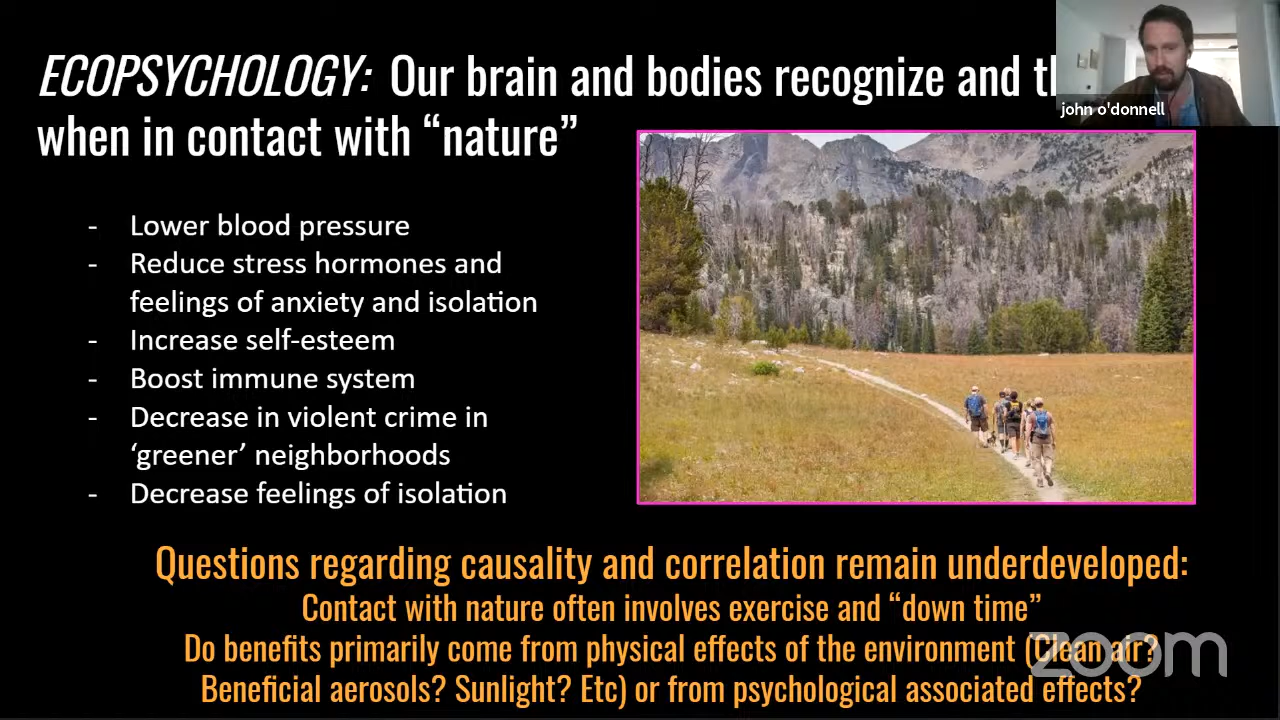 ECOPSYCHOLOGY: Our brain and bodies recognize and
when in contact with “nature”
john o'donnell
- Lower blood pressure
- Reduce stress hormones and
feelings of anxiety and isolation
- Increase self-esteem
- Boost immune system
- Decrease in violent crime in
‘greener’ neighborhoods
- Decrease feelings of isolation
Questions regarding causality and correlation remain underdeveloped:
Contact with nature often involves exercise and “down time”
Do benefits primarily come from physical effects of the environment (Clean air?
Beneficial aerosols? Sunlight? Etc) or from psychological associated effects?
zoom